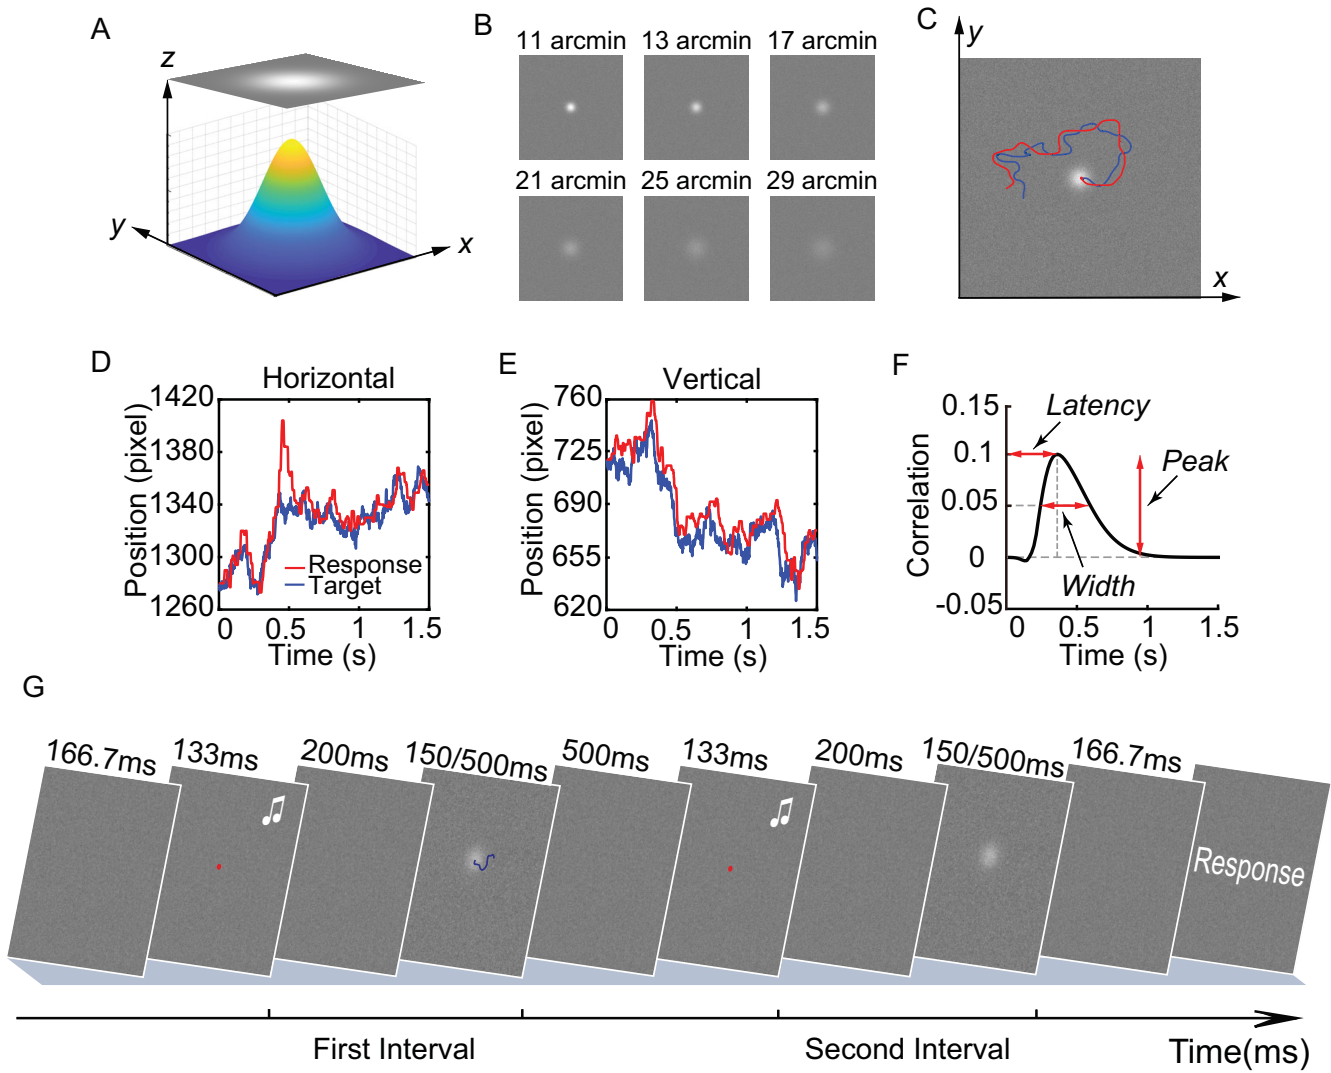 A
z
y
x
B
11 arcmin 13 arcmin 17 arcmin
21 arcmin 25 arcmin 29 arcmin
C
y
x
D
Horizontal
Position (pixel)
1420
1380
1340
1300
1260
Response
Target
0 0.5 1 1.5
Time (s)
E
Vertical
Position (pixel)
760
725
690
655
620
0 0.5 1 1.5
Time (s)
F
Correlation
0.15
0.1
0.05
0
-0.05
Latency
Peak
Width
0 0.5 1 1.5
Time (s)
G
166.7ms 133ms 200ms 150/500ms 500ms 133ms 200ms 150/500ms 166.7ms
Response
First Interval Second Interval Time(ms)